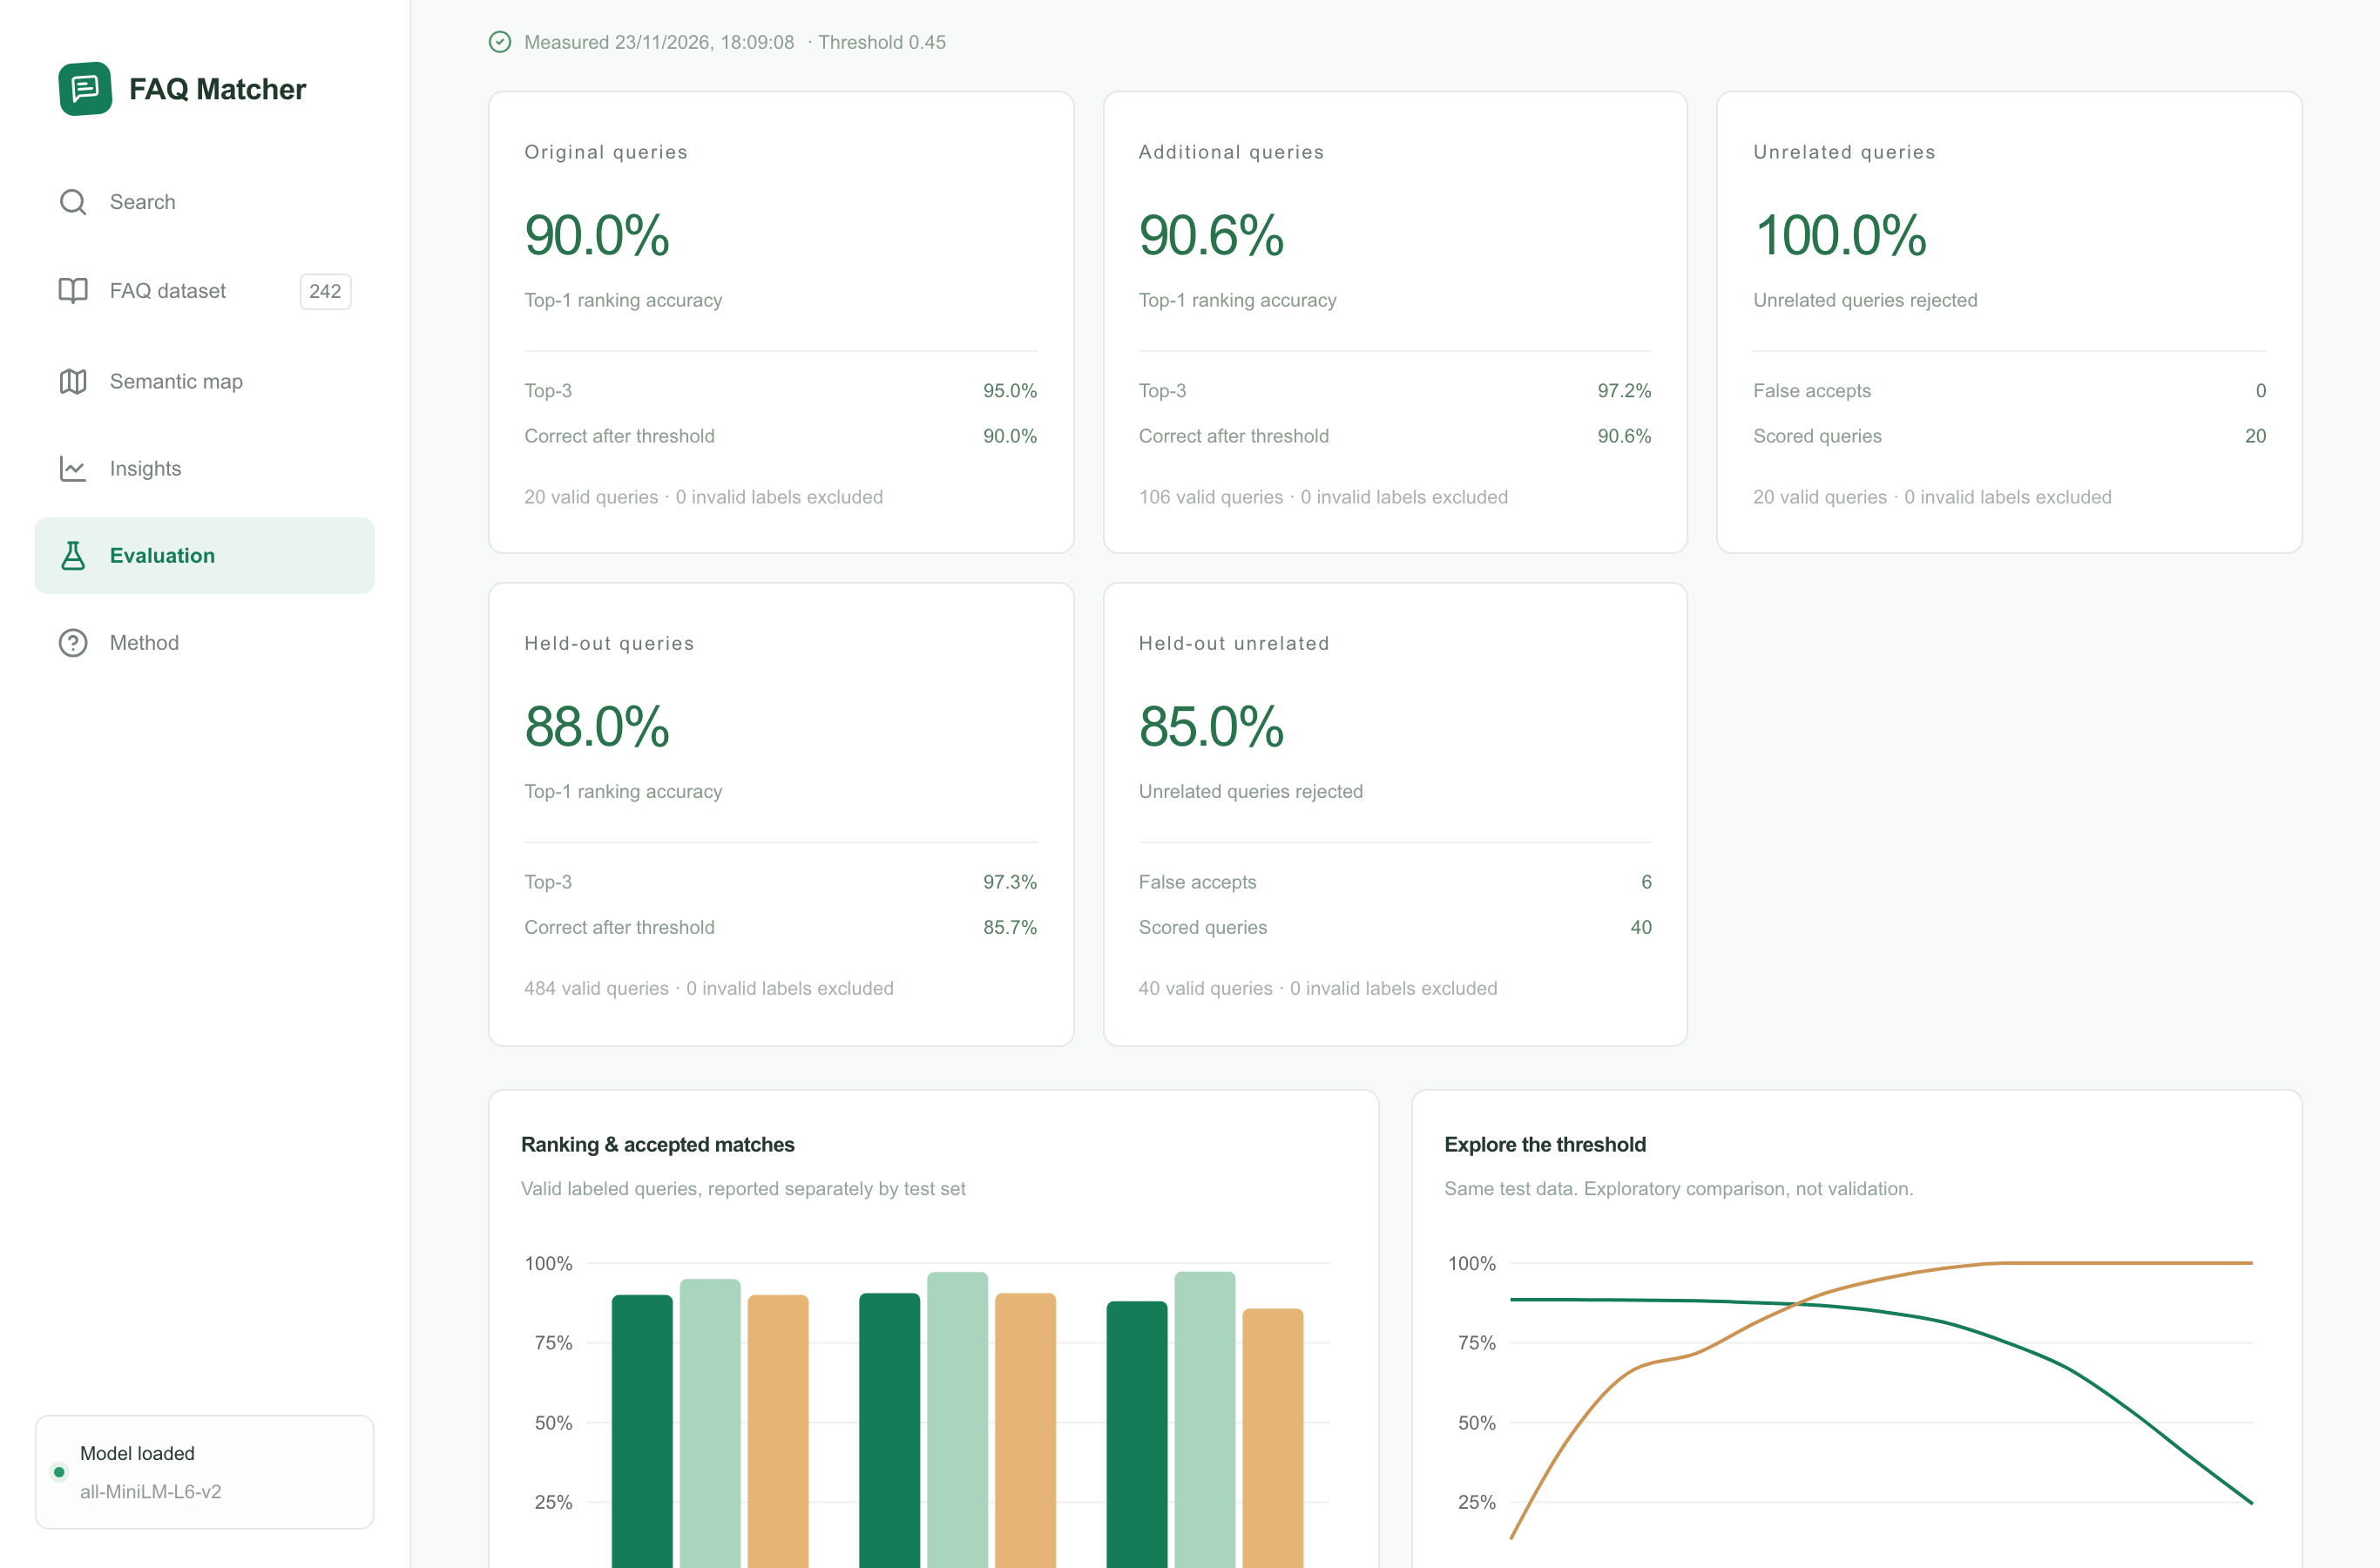 FAQ Matcher
Search
FAQ dataset 242
Semantic map
Insights
Evaluation
Method
Model loaded
all-MiniLM-L6-v2
Measured 23/11/2026, 18:09:08 · Threshold 0.45
Original queries
90.0%
Top-1 ranking accuracy
Top-3 95.0%
Correct after threshold 90.0%
20 valid queries · 0 invalid labels excluded
Additional queries
90.6%
Top-1 ranking accuracy
Top-3 97.2%
Correct after threshold 90.6%
106 valid queries · 0 invalid labels excluded
Unrelated queries
100.0%
Unrelated queries rejected
False accepts 0
Scored queries 20
20 valid queries · 0 invalid labels excluded
Held-out queries
88.0%
Top-1 ranking accuracy
Top-3 97.3%
Correct after threshold 85.7%
484 valid queries · 0 invalid labels excluded
Held-out unrelated
85.0%
Unrelated queries rejected
False accepts 6
Scored queries 40
40 valid queries · 0 invalid labels excluded
Ranking & accepted matches
Valid labeled queries, reported separately by test set
100%
75%
50%
25%
Explore the threshold
Same test data. Exploratory comparison, not validation.
100%
75%
50%
25%